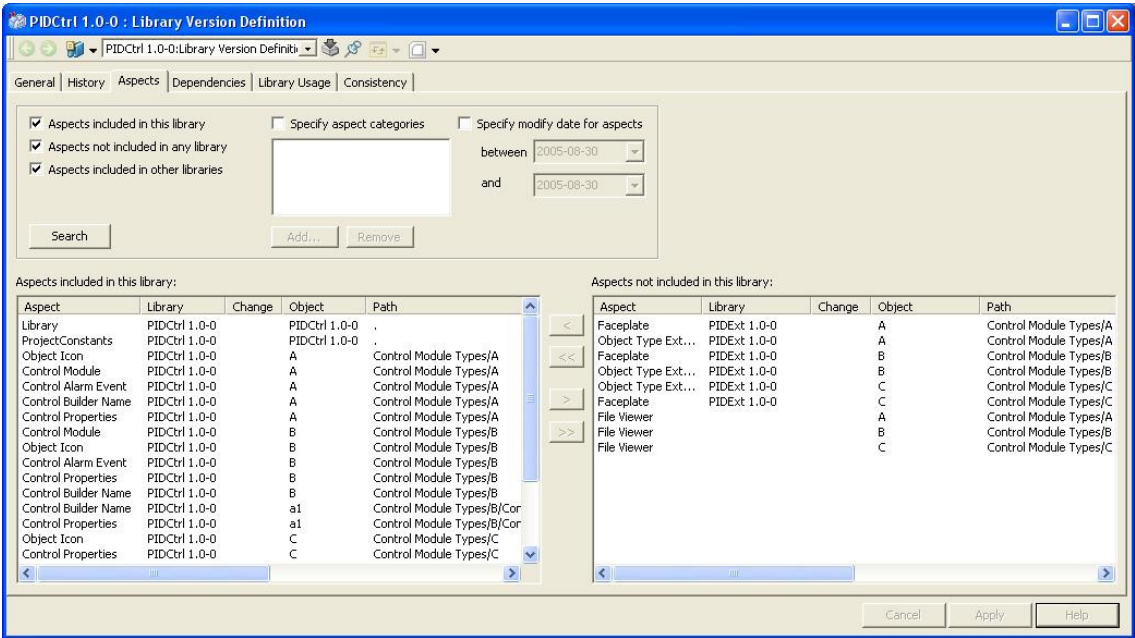 PIDCtrl 1.0-0 : Library Version Definition
PIDCtrl 1.0-0:Library Version Definiti
General History Aspects Dependencies Library Usage Consistency
Aspects included in this library Specify aspect categories Specify modify date for aspects
Aspects not included in any library between 2005-08-30
Aspects included in other libraries
and 2005-08-30
Search Add... Remove
Aspects included in this library:
Aspect Library Change Object Path
Library PIDCtrl 1.0-0 PIDCtrl 1.0-0 .
ProjectConstants PIDCtrl 1.0-0 PIDCtrl 1.0-0 .
Object Icon PIDCtrl 1.0-0 A Control Module Types/A
Control Module PIDCtrl 1.0-0 A Control Module Types/A
Control Alarm Event PIDCtrl 1.0-0 A Control Module Types/A
Control Builder Name PIDCtrl 1.0-0 A Control Module Types/A
Control Properties PIDCtrl 1.0-0 A Control Module Types/A
Control Module PIDCtrl 1.0-0 B Control Module Types/B
Object Icon PIDCtrl 1.0-0 B Control Module Types/B
Control Alarm Event PIDCtrl 1.0-0 B Control Module Types/B
Control Properties PIDCtrl 1.0-0 B Control Module Types/B
Control Builder Name PIDCtrl 1.0-0 B Control Module Types/B
Control Builder Name PIDCtrl 1.0-0 a1 Control Module Types/B/Con
Control Properties PIDCtrl 1.0-0 a1 Control Module Types/B/Con
Object Icon PIDCtrl 1.0-0 C Control Module Types/C
Control Properties PIDCtrl 1.0-0 C Control Module Types/C
<
<<
>
>>
Aspects not included in this library:
Aspect Library Change Object Path
Faceplate PIDExt 1.0-0 A Control Module Types/A
Object Type Ext... PIDExt 1.0-0 A Control Module Types/A
Faceplate PIDExt 1.0-0 B Control Module Types/B
Object Type Ext... PIDExt 1.0-0 B Control Module Types/B
Object Type Ext... PIDExt 1.0-0 C Control Module Types/C
Faceplate PIDExt 1.0-0 C Control Module Types/C
File Viewer A Control Module Types/A
File Viewer B Control Module Types/B
File Viewer C Control Module Types/C
Cancel Apply Help